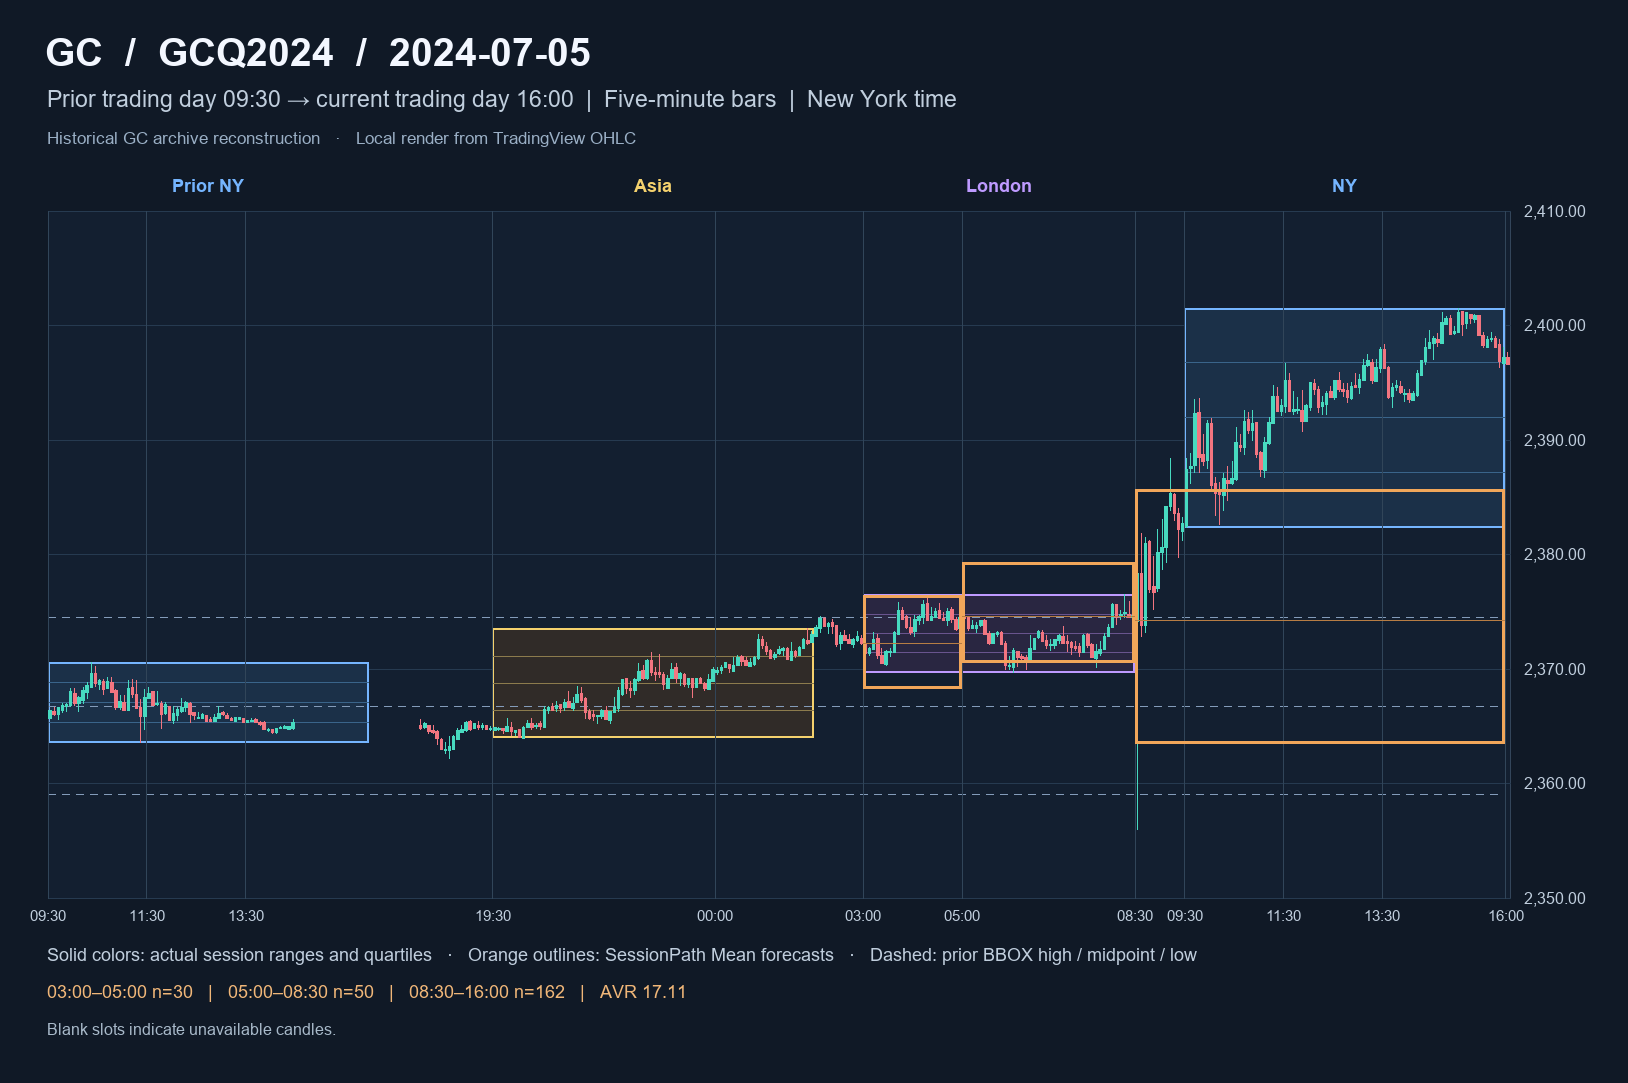 GC / GCQ2024 / 2024-07-05
Prior trading day 09:30 → current trading day 16:00 | Five-minute bars | New York time
Historical GC archive reconstruction · Local render from TradingView OHLC
Prior NY Asia London NY
2,410.00
2,400.00
2,390.00
2,380.00
2,370.00
2,360.00
2,350.00
09:30 11:30 13:30 19:30 00:00 03:00 05:00 08:30 09:30 11:30 13:30 16:00
Solid colors: actual session ranges and quartiles · Orange outlines: SessionPath Mean forecasts · Dashed: prior BBOX high / midpoint / low
03:00–05:00 n=30 | 05:00–08:30 n=50 | 08:30–16:00 n=162 | AVR 17.11
Blank slots indicate unavailable candles.